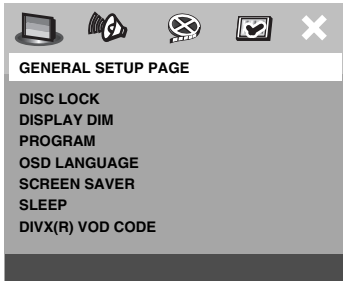 GENERAL SETUP PAGE
DISC LOCK
DISPLAY DIM
PROGRAM
OSD LANGUAGE
SCREEN SAVER
SLEEP
DIVX(R) VOD CODE